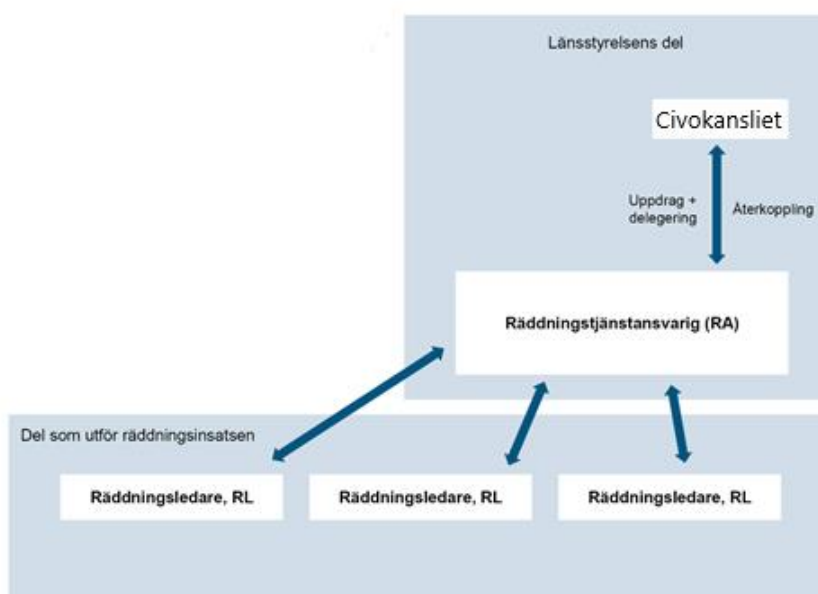 Länsstyrelsens del
Civokansliet
Uppdrag +
delegering
Återkoppling
Räddningstjänstansvarig (RA)
Del som utför räddningsinsatsen
Räddningsledare, RL
Räddningsledare, RL
Räddningsledare, RL